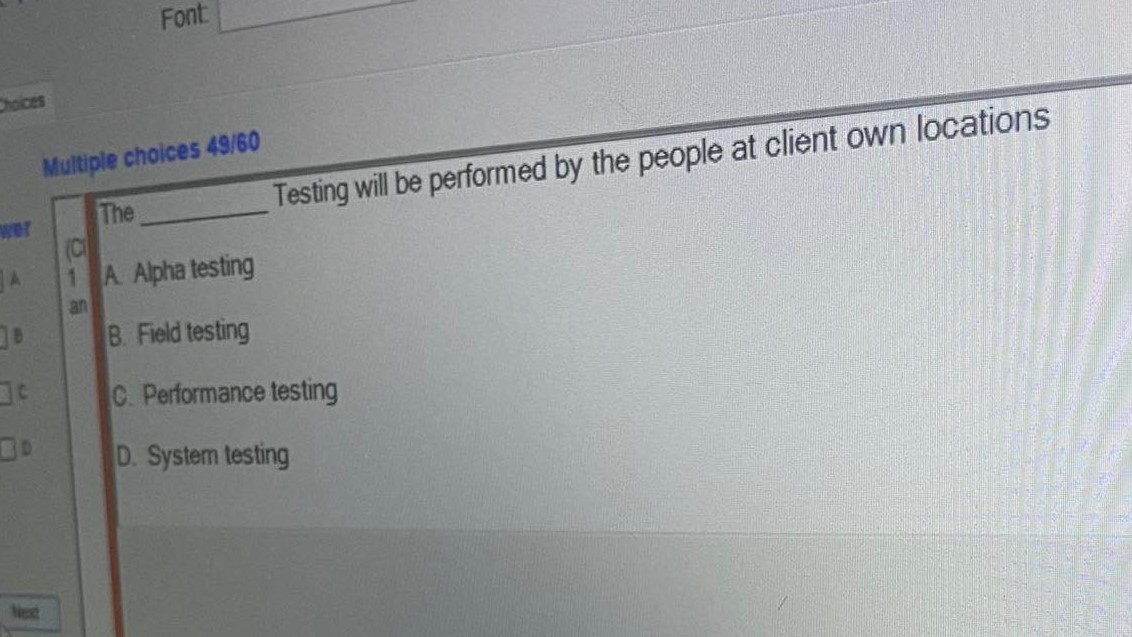 Font:
Choices
Multiple choices 49/60
wer
The ________ Testing will be performed by the people at client own locations
(C
1
an
A
A. Alpha testing
B
B. Field testing
C
C. Performance testing
D
D. System testing
Next